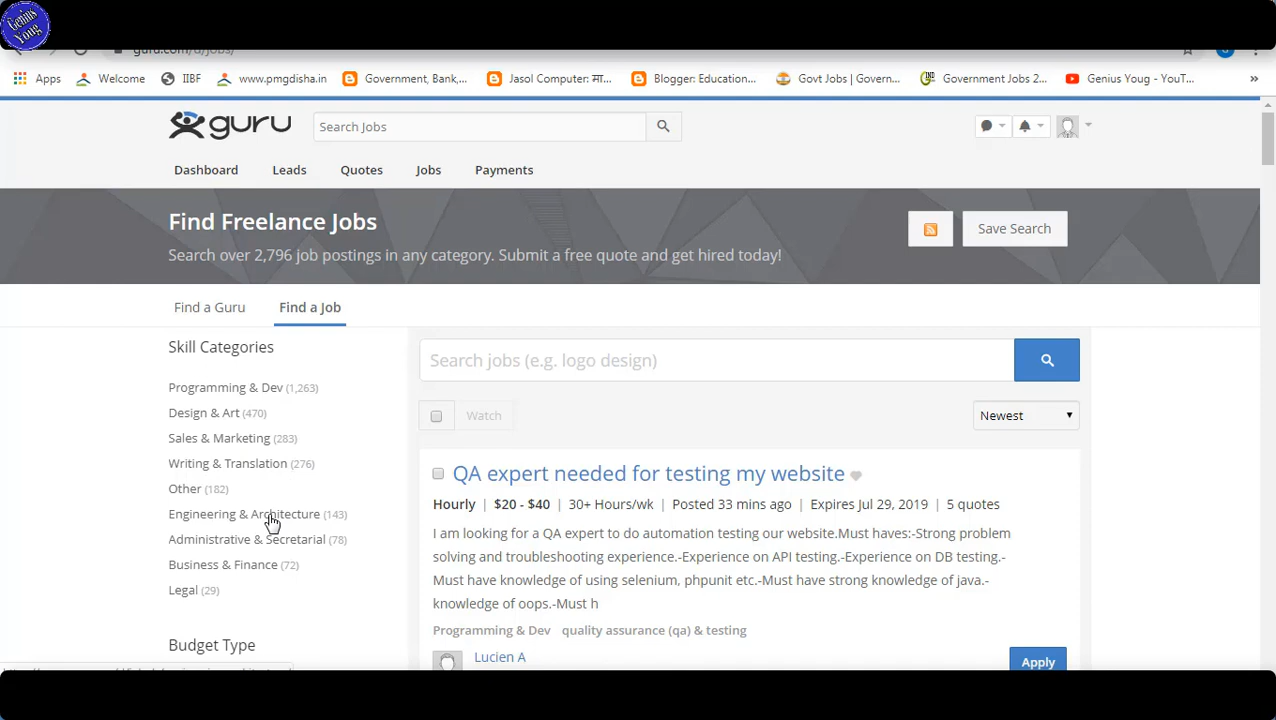 Genius
Youg
guru.com/d/jobs/
Apps
Welcome
IIBF
www.pmgdisha.in
Government, Bank,...
Jasol Computer: मा...
Blogger: Education...
Govt Jobs | Govern...
Government Jobs 2...
Genius Youg - YouT...
»
guru
Search Jobs
Dashboard
Leads
Quotes
Jobs
Payments
Find Freelance Jobs
Search over 2,796 job postings in any category. Submit a free quote and get hired today!
Save Search
Find a Guru
Find a Job
Skill Categories
Programming & Dev (1,263)
Design & Art (470)
Sales & Marketing (283)
Writing & Translation (276)
Other (182)
Engineering & Architecture (143)
Administrative & Secretarial (78)
Business & Finance (72)
Legal (29)
Budget Type
Search jobs (e.g. logo design)
Watch
Newest
QA expert needed for testing my website
Hourly | $20 - $40 | 30+ Hours/wk | Posted 33 mins ago | Expires Jul 29, 2019 | 5 quotes
I am looking for a QA expert to do automation testing our website.Must haves:-Strong problem
solving and troubleshooting experience.-Experience on API testing.-Experience on DB testing.-
Must have knowledge of using selenium, phpunit etc.-Must have strong knowledge of java.-
knowledge of oops.-Must h
Programming & Dev quality assurance (qa) & testing
Lucien A
Apply